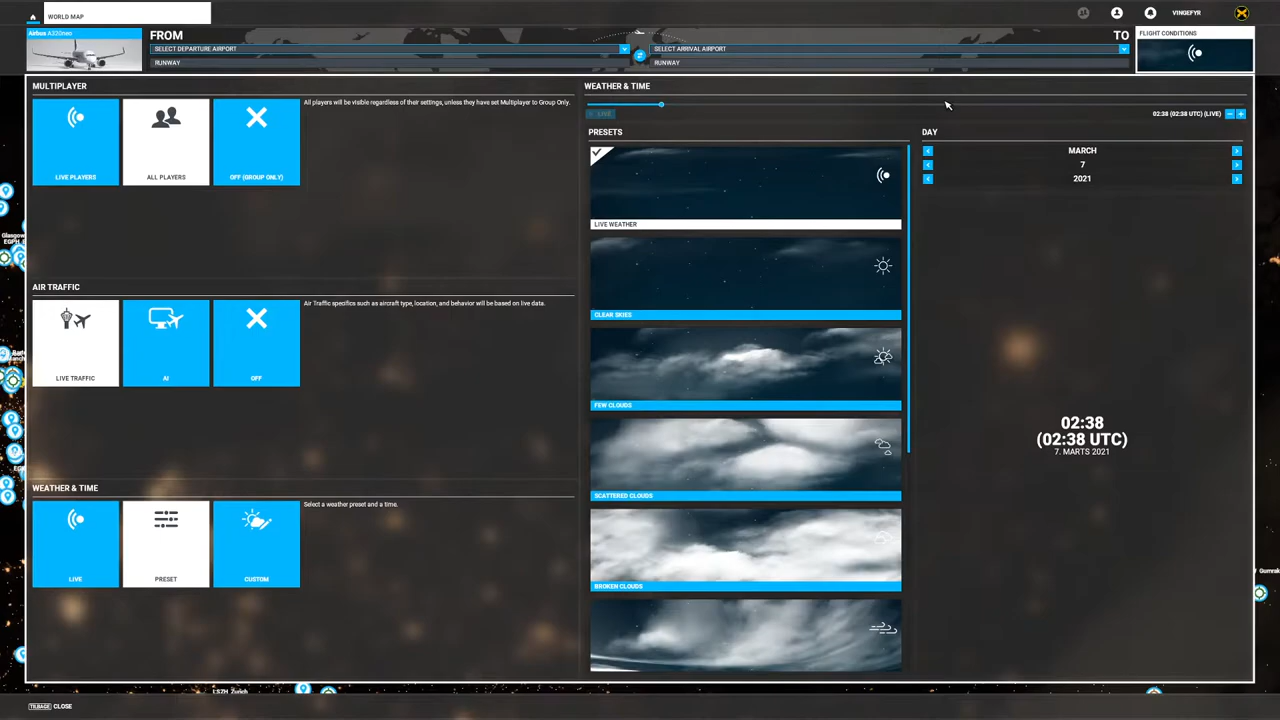 WORLD MAP
VINGEFYR
Airbus A320neo
FROM
SELECT DEPARTURE AIRPORT
RUNWAY
TO
SELECT ARRIVAL AIRPORT
RUNWAY
FLIGHT CONDITIONS
MULTIPLAYER
LIVE PLAYERS
ALL PLAYERS
OFF (GROUP ONLY)
All players will be visible regardless of their settings, unless they have set Multiplayer to Group Only.
AIR TRAFFIC
LIVE TRAFFIC
AI
OFF
Air Traffic specifics such as aircraft type, location, and behavior will be based on live data.
WEATHER & TIME
LIVE
PRESET
CUSTOM
Select a weather preset and a time.
WEATHER & TIME
LIVE
02:38 (02:38 UTC) (LIVE)
PRESETS
LIVE WEATHER
CLEAR SKIES
FEW CLOUDS
SCATTERED CLOUDS
BROKEN CLOUDS
DAY
MARCH
7
2021
02:38
(02:38 UTC)
7. MARTS 2021
Glasgow
LSZH Zurich
Gumrak
TILBAGE CLOSE